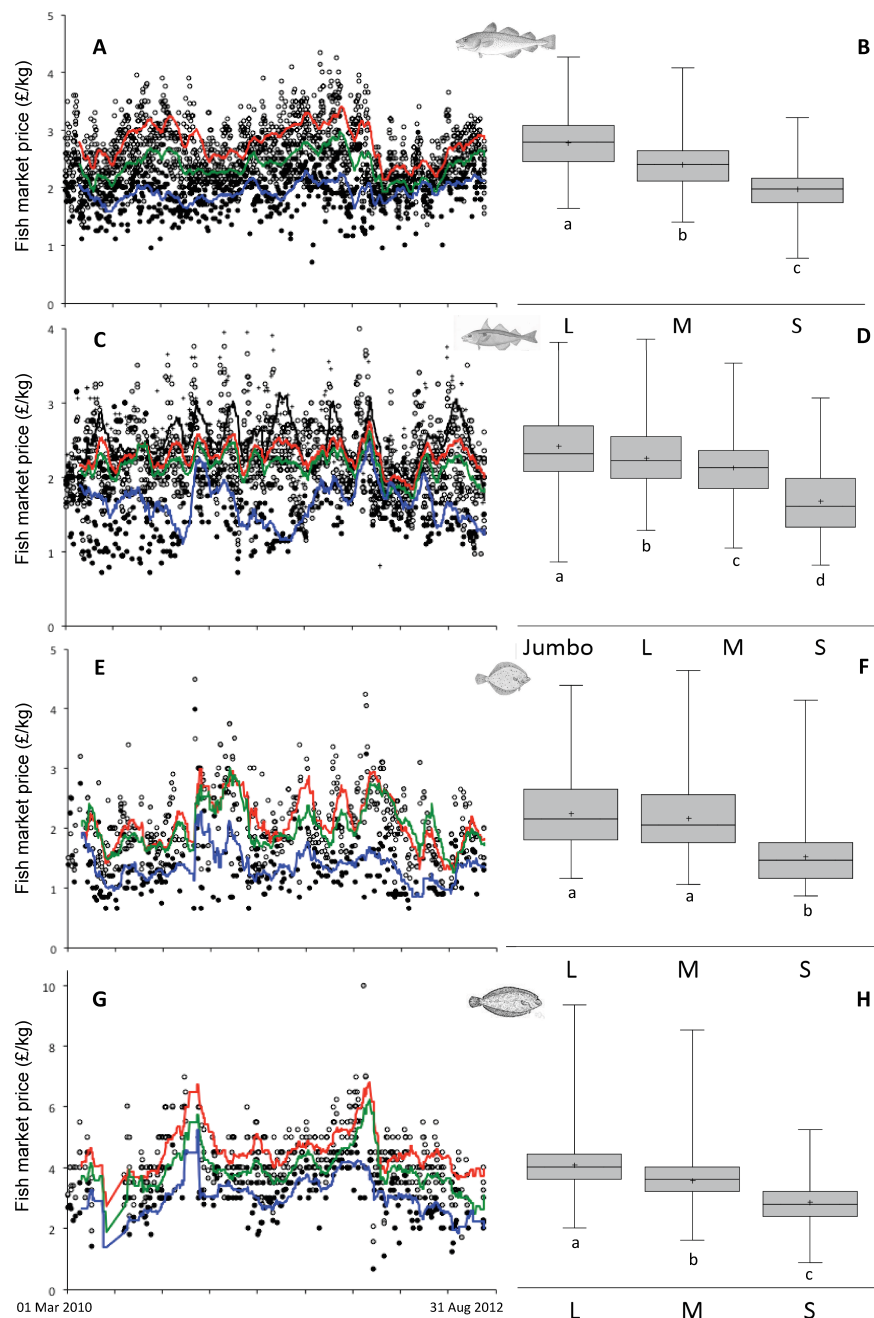 A
B
Fish market price (£/kg)
5
4
3
2
1
0
a
b
c
L
M
S
C
D
Fish market price (£/kg)
4
3
2
1
0
a
b
c
d
Jumbo
L
M
S
E
F
Fish market price (£/kg)
5
4
3
2
1
0
a
a
b
L
M
S
G
H
Fish market price (£/kg)
10
8
6
4
2
0
a
b
c
01 Mar 2010
31 Aug 2012
L
M
S